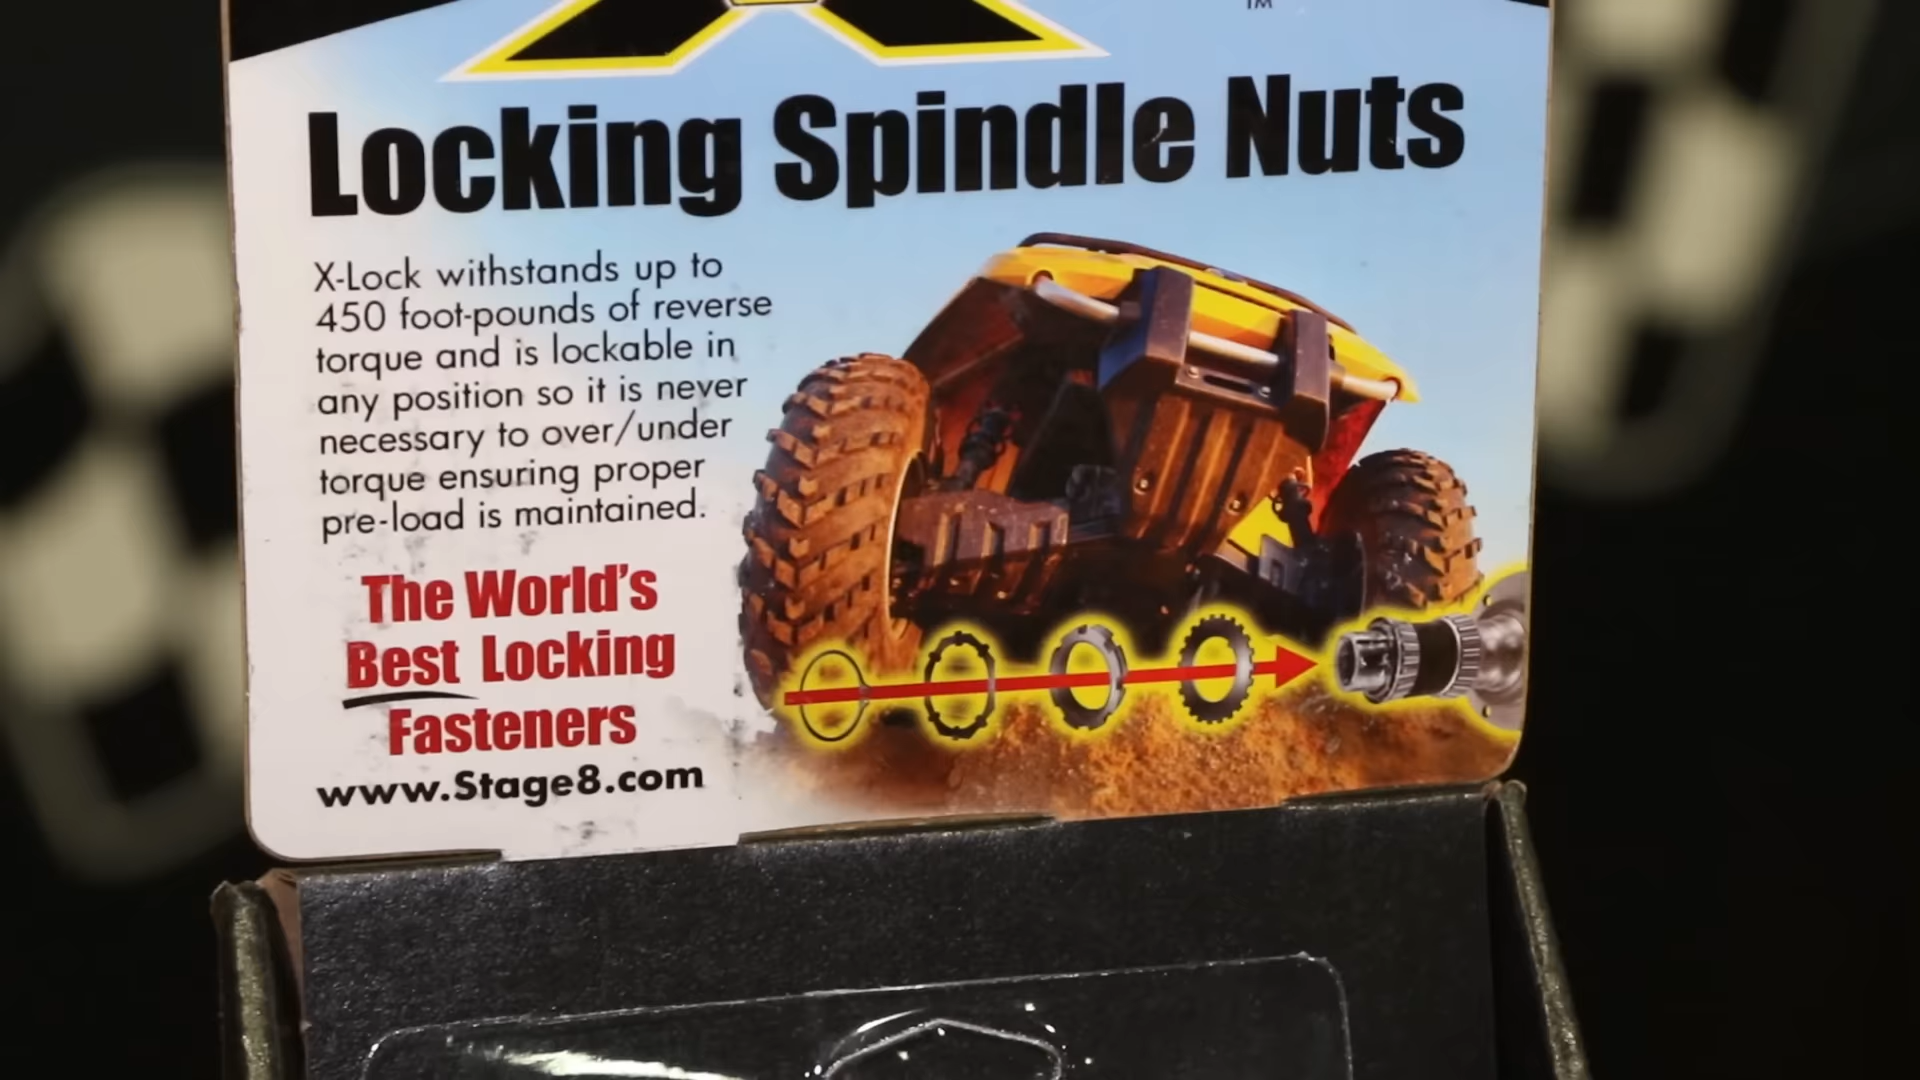 TM
Locking Spindle Nuts
X-Lock withstands up to
450 foot-pounds of reverse
torque and is lockable in
any position so it is never
necessary to over/under
torque ensuring proper
pre-load is maintained.
The World's
Best Locking
Fasteners
www.Stage8.com